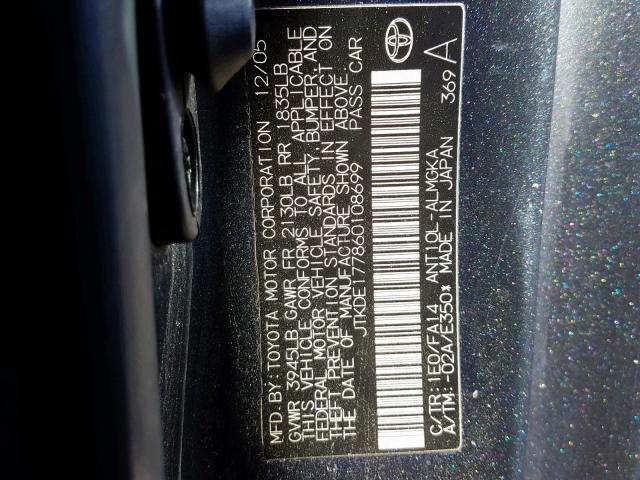 MFD. BY: TOYOTA MOTOR CORPORATION 12/05
GVWR 3945LB GAWR FR 2130LB RR 1835LB
THIS VEHICLE CONFORMS TO ALL APPLICABLE
FEDERAL MOTOR VEHICLE SAFETY, BUMPER, AND
THEFT PREVENTION STANDARDS IN EFFECT ON
THE DATE OF MANUFACTURE SHOWN ABOVE.
JTKDE177860108699 PASS CAR
C/TR:1E0/FA14 ANT10L-ALMGKA 369 A
A/TM:-02A/E350* MADE IN JAPAN